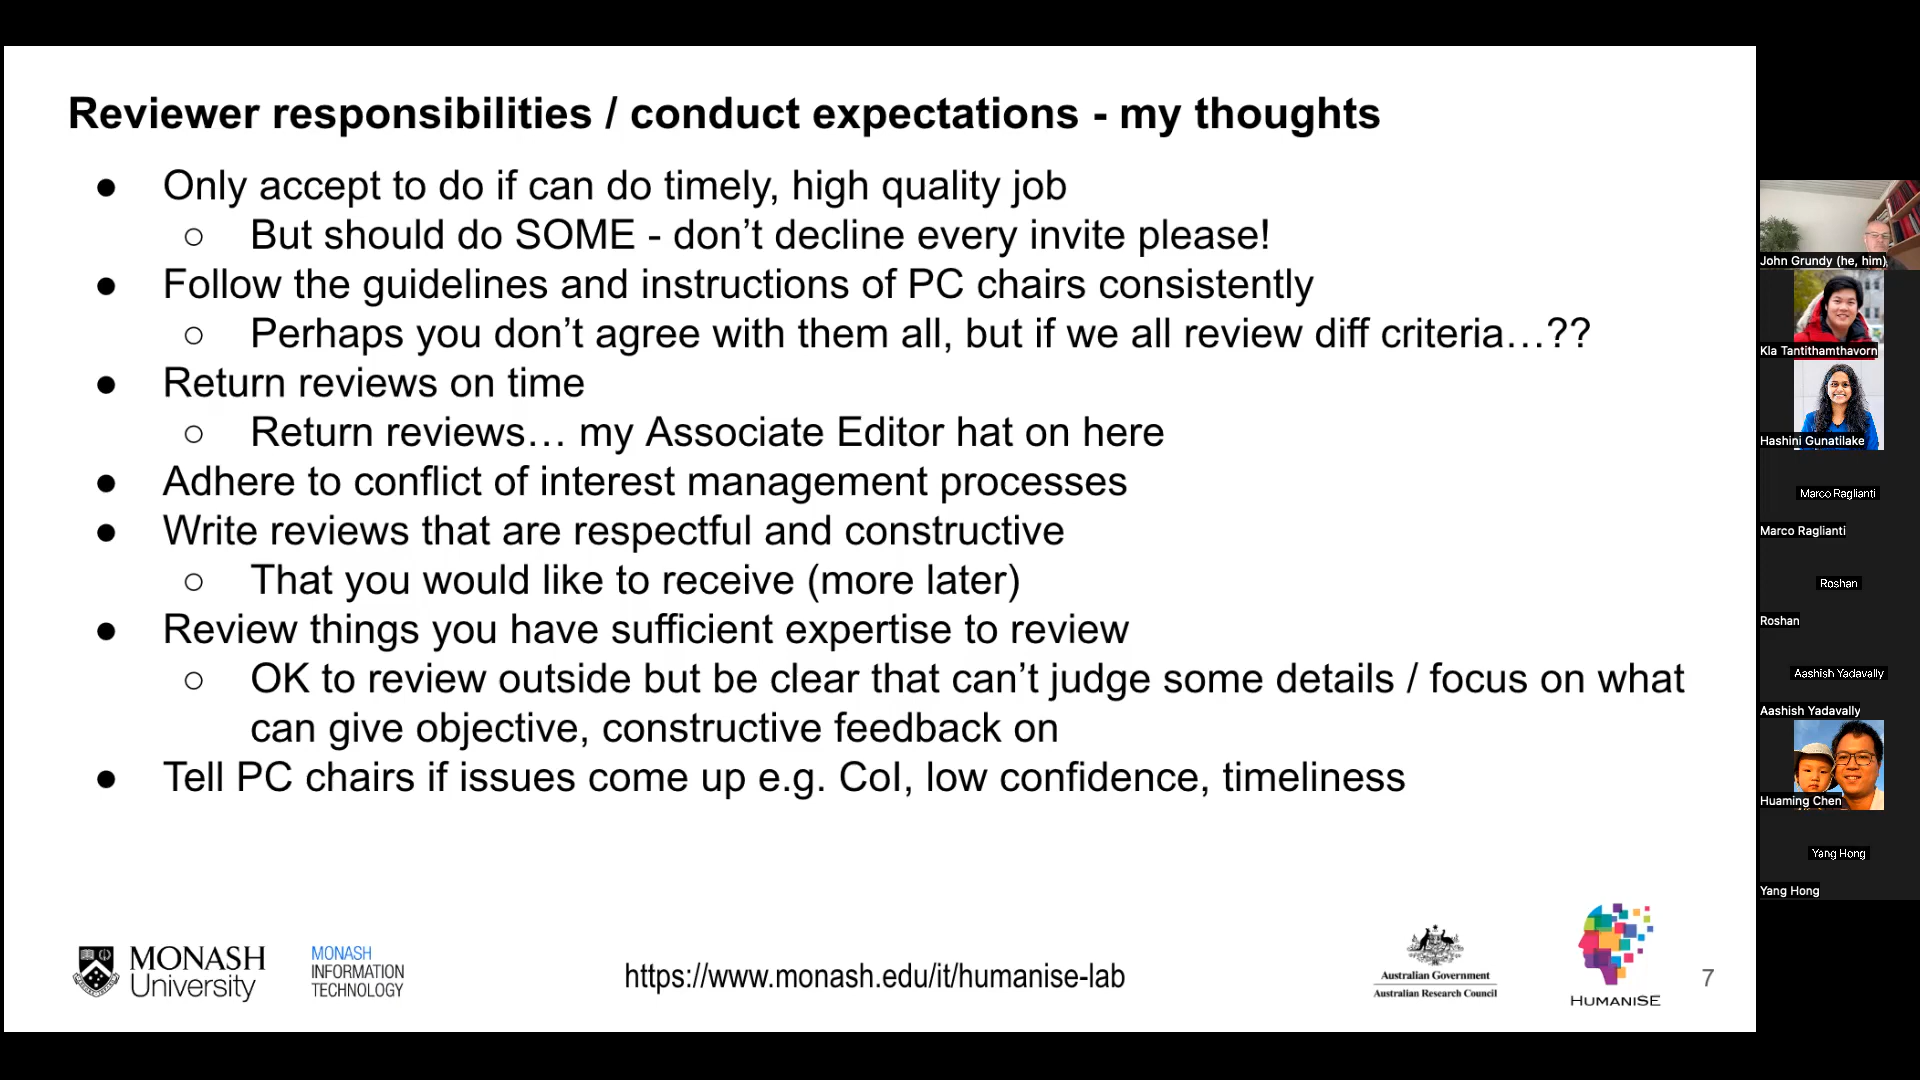 Reviewer responsibilities / conduct expectations - my thoughts
● Only accept to do if can do timely, high quality job
○ But should do SOME - don’t decline every invite please!
● Follow the guidelines and instructions of PC chairs consistently
○ Perhaps you don’t agree with them all, but if we all review diff criteria…??
● Return reviews on time
○ Return reviews… my Associate Editor hat on here
● Adhere to conflict of interest management processes
● Write reviews that are respectful and constructive
○ That you would like to receive (more later)
● Review things you have sufficient expertise to review
○ OK to review outside but be clear that can’t judge some details / focus on what
can give objective, constructive feedback on
● Tell PC chairs if issues come up e.g. CoI, low confidence, timeliness
MONASH
University
MONASH
INFORMATION
TECHNOLOGY
https://www.monash.edu/it/humanise-lab
Australian Government
Australian Research Council
HUMANISE
7
John Grundy (he, him)
Kla Tantithamthavorn
Hashini Gunatilake
Marco Raglianti
Marco Raglianti
Roshan
Roshan
Aashish Yadavally
Aashish Yadavally
Huaming Chen
Yang Hong
Yang Hong